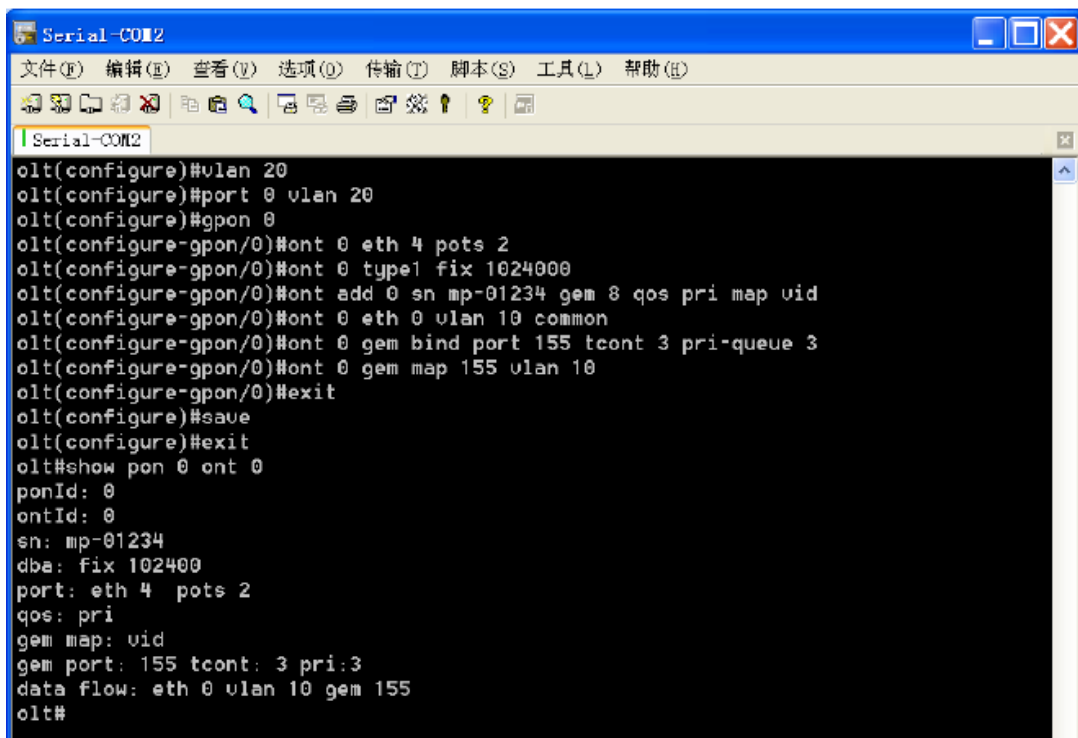 Serial-COM2
文件(F) 编辑(E) 查看(V) 选项(O) 传输(T) 脚本(S) 工具(L) 帮助(H)
Serial-COM2
olt(configure)#vlan 20
olt(configure)#port 0 vlan 20
olt(configure)#gpon 0
olt(configure-gpon/0)#ont 0 eth 4 pots 2
olt(configure-gpon/0)#ont 0 type1 fix 1024000
olt(configure-gpon/0)#ont add 0 sn mp-01234 gem 8 qos pri map vid
olt(configure-gpon/0)#ont 0 eth 0 vlan 10 common
olt(configure-gpon/0)#ont 0 gem bind port 155 tcont 3 pri-queue 3
olt(configure-gpon/0)#ont 0 gem map 155 vlan 10
olt(configure-gpon/0)#exit
olt(configure)#save
olt(configure)#exit
olt#show pon 0 ont 0
ponId: 0
ontId: 0
sn: mp-01234
dba: fix 102400
port: eth 4  pots 2
qos: pri
gem map: vid
gem port: 155 tcont: 3 pri:3
data flow: eth 0 vlan 10 gem 155
olt#